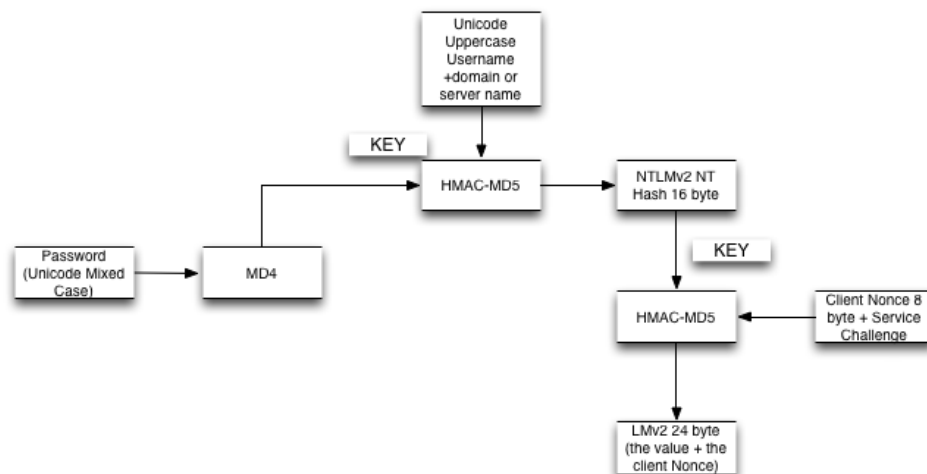 Unicode
Uppercase
Username
+domain or
server name
KEY
HMAC-MD5
NTLMv2 NT
Hash 16 byte
Password
(Unicode Mixed
Case)
MD4
KEY
HMAC-MD5
Client Nonce 8
byte + Service
Challenge
LMv2 24 byte
(the value + the
client Nonce)